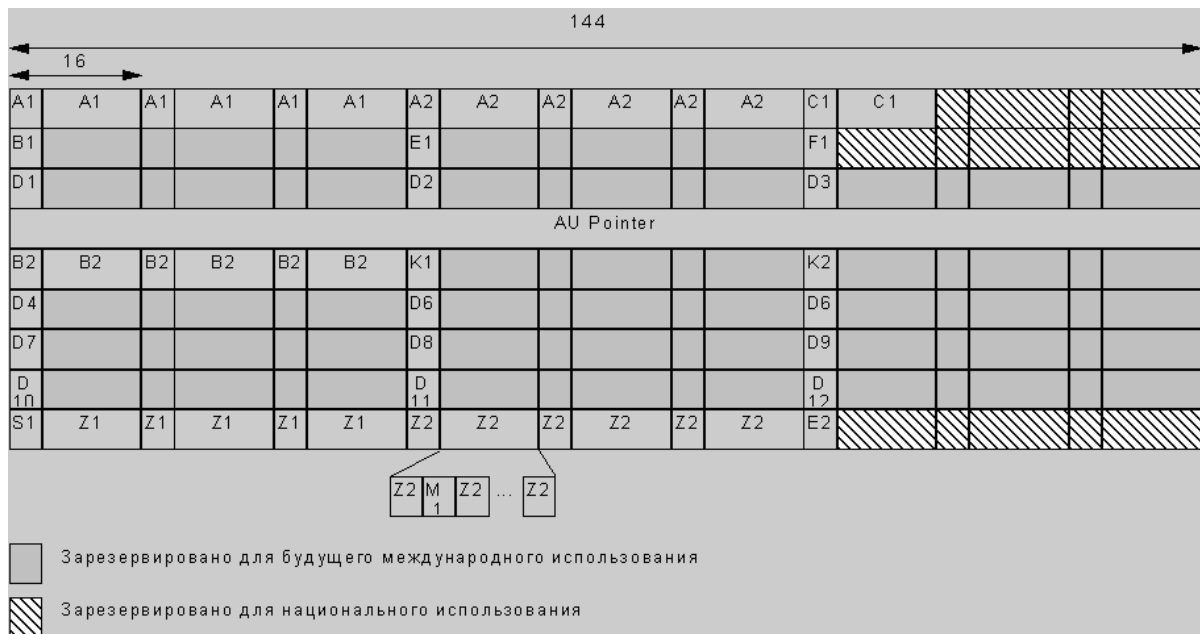 144
16
A1 A1 A1 A1 A1 A1 A2 A2 A2 A2 A2 A2 C1 C1
B1 E1 F1
D1 D2 D3
AU Pointer
B2 B2 B2 B2 B2 B2 K1 K2
D4 D6 D6
D7 D8 D9
D 10 D 11 D 12
S1 Z1 Z1 Z1 Z1 Z1 Z2 Z2 Z2 Z2 Z2 Z2 E2
Z2 M 1 Z2 ... Z2
Зарезервировано для будущего международного использования
Зарезервировано для национального использования